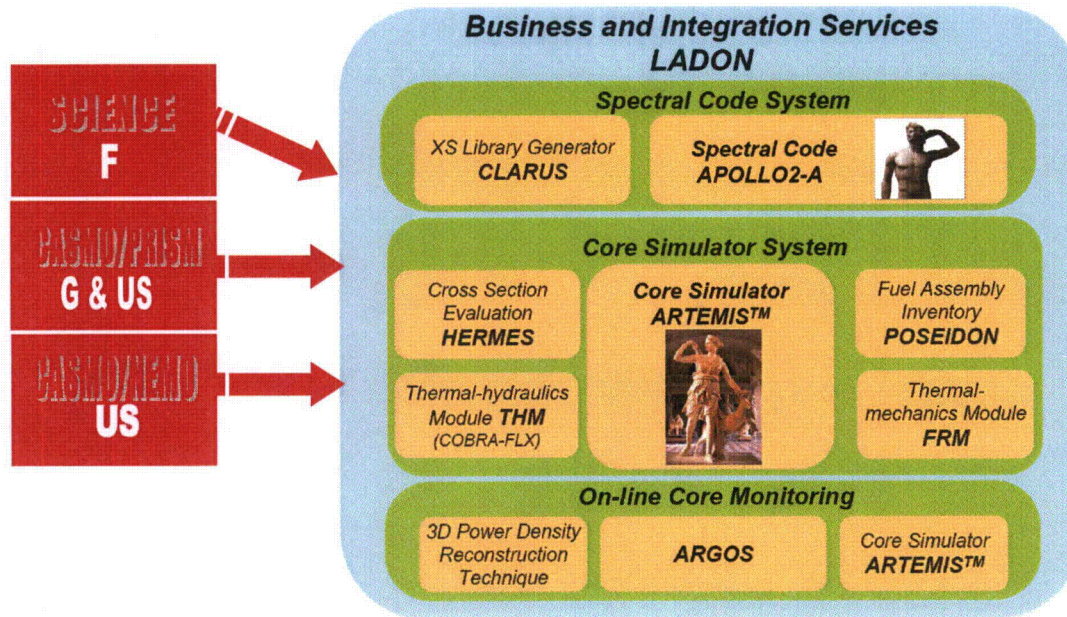 Business and Integration Services
LADON
SCIENCE
F
CASMO/PRISM
G & US
CASMO/NEMO
US
Spectral Code System
XS Library Generator
CLARUS
Spectral Code
APOLLO2-A
Core Simulator System
Cross Section
Evaluation
HERMES
Thermal-hydraulics
Module THM
(COBRA-FLX)
Core Simulator
ARTEMIS™
Fuel Assembly
Inventory
POSEIDON
Thermal-
mechanics Module
FRM
On-line Core Monitoring
3D Power Density
Reconstruction
Technique
ARGOS
Core Simulator
ARTEMIS™